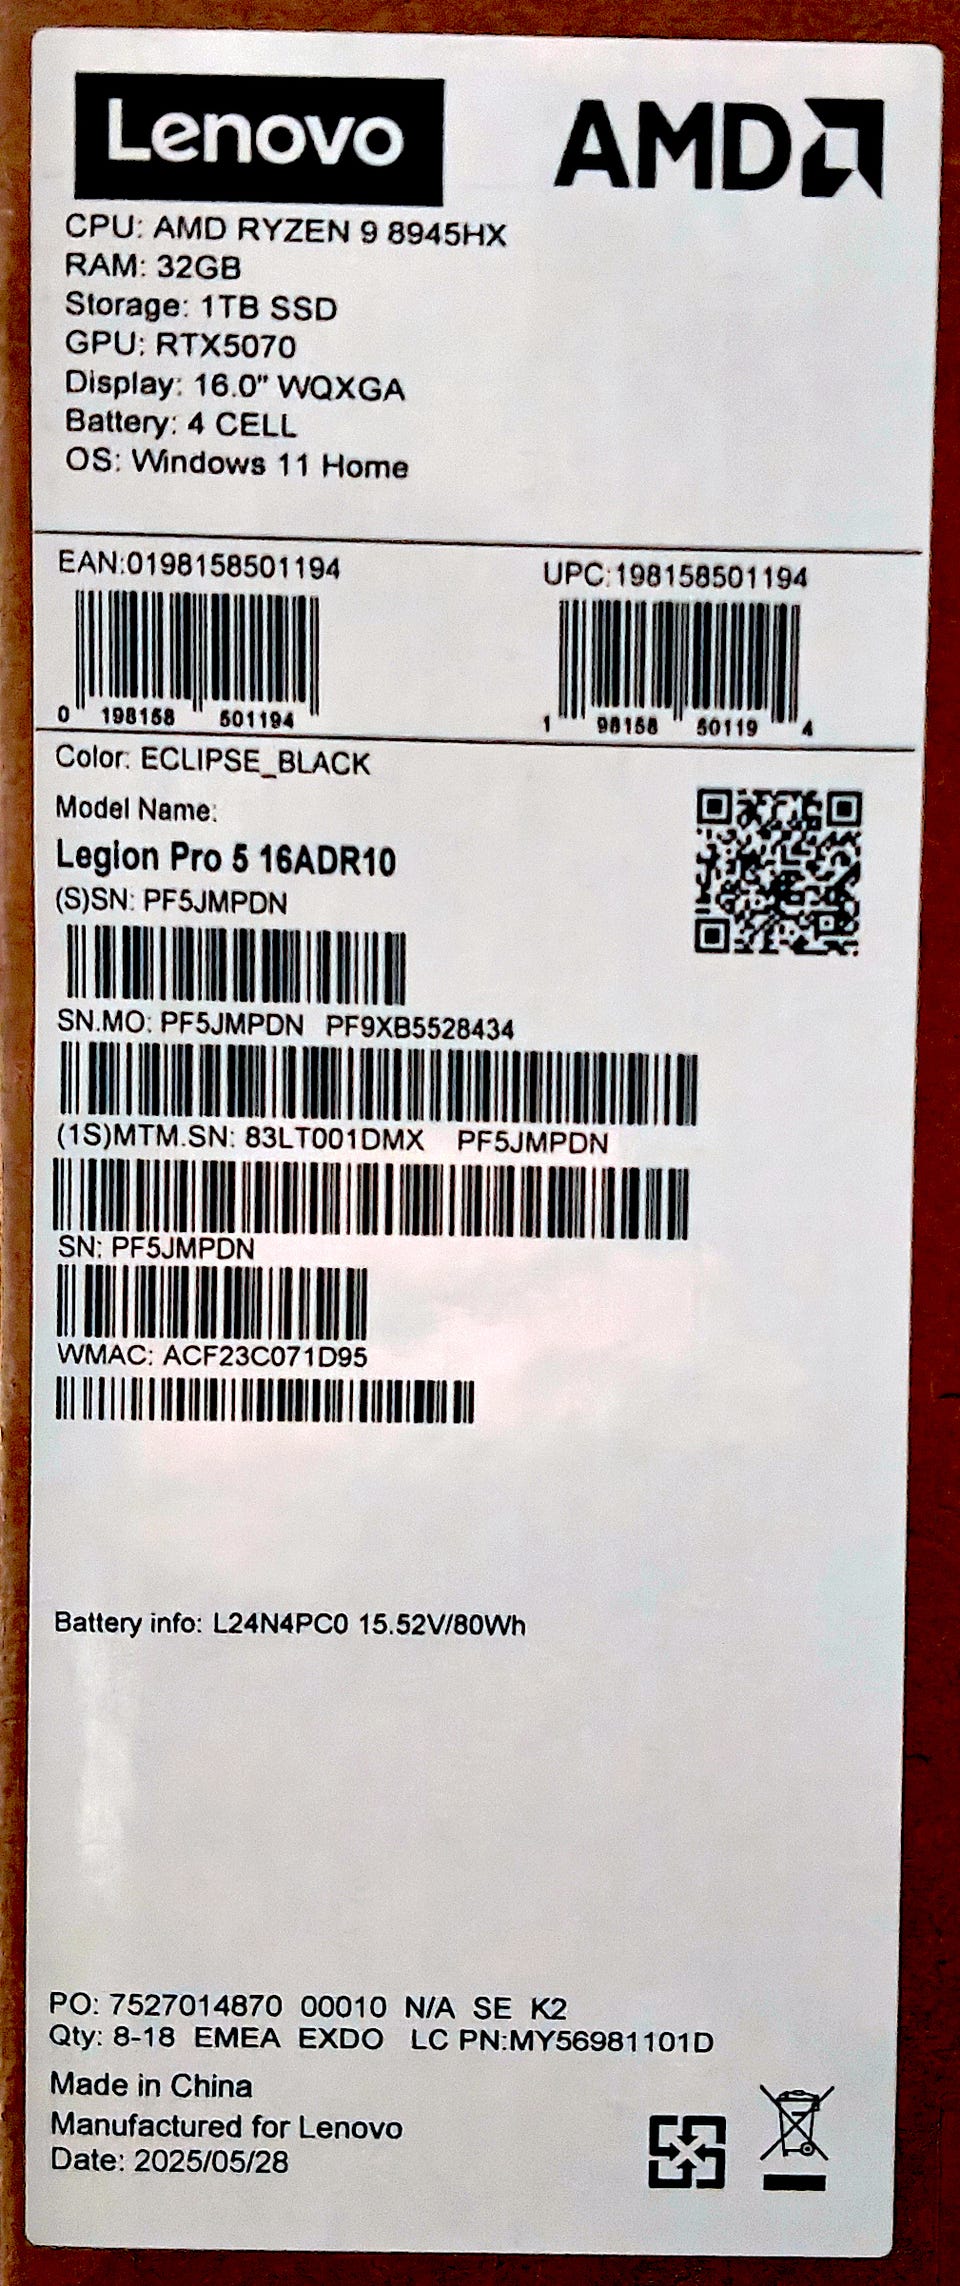 Lenovo AMD
CPU: AMD RYZEN 9 8945HX
RAM: 32GB
Storage: 1TB SSD
GPU: RTX5070
Display: 16.0" WQXGA
Battery: 4 CELL
OS: Windows 11 Home
EAN:0198158501194 UPC:198158501194
0 198158 501194 1 98158 50119 4
Color: ECLIPSE_BLACK
Model Name:
Legion Pro 5 16ADR10
(S)SN: PF5JMPDN
SN.MO: PF5JMPDN PF9XB5528434
(1S)MTM.SN: 83LT001DMX PF5JMPDN
SN: PF5JMPDN
WMAC: ACF23C071D95
Battery info: L24N4PC0 15.52V/80Wh
PO: 7527014870 00010 N/A SE K2
Qty: 8-18 EMEA EXDO LC PN:MY56981101D
Made in China
Manufactured for Lenovo
Date: 2025/05/28